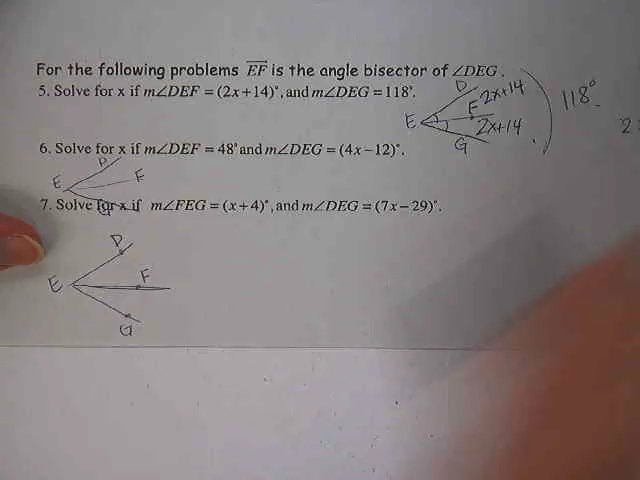 For the following problems EF is the angle bisector of ∠DEG.
5. Solve for x if m∠DEF = (2x+14)°, and m∠DEG = 118°.
D
2x+14
118°
E
F
2x+14
G
6. Solve for x if m∠DEF = 48° and m∠DEG = (4x−12)°.
D
E
F
G
7. Solve for x if m∠FEG = (x+4)°, and m∠DEG = (7x−29)°.
D
E
F
G